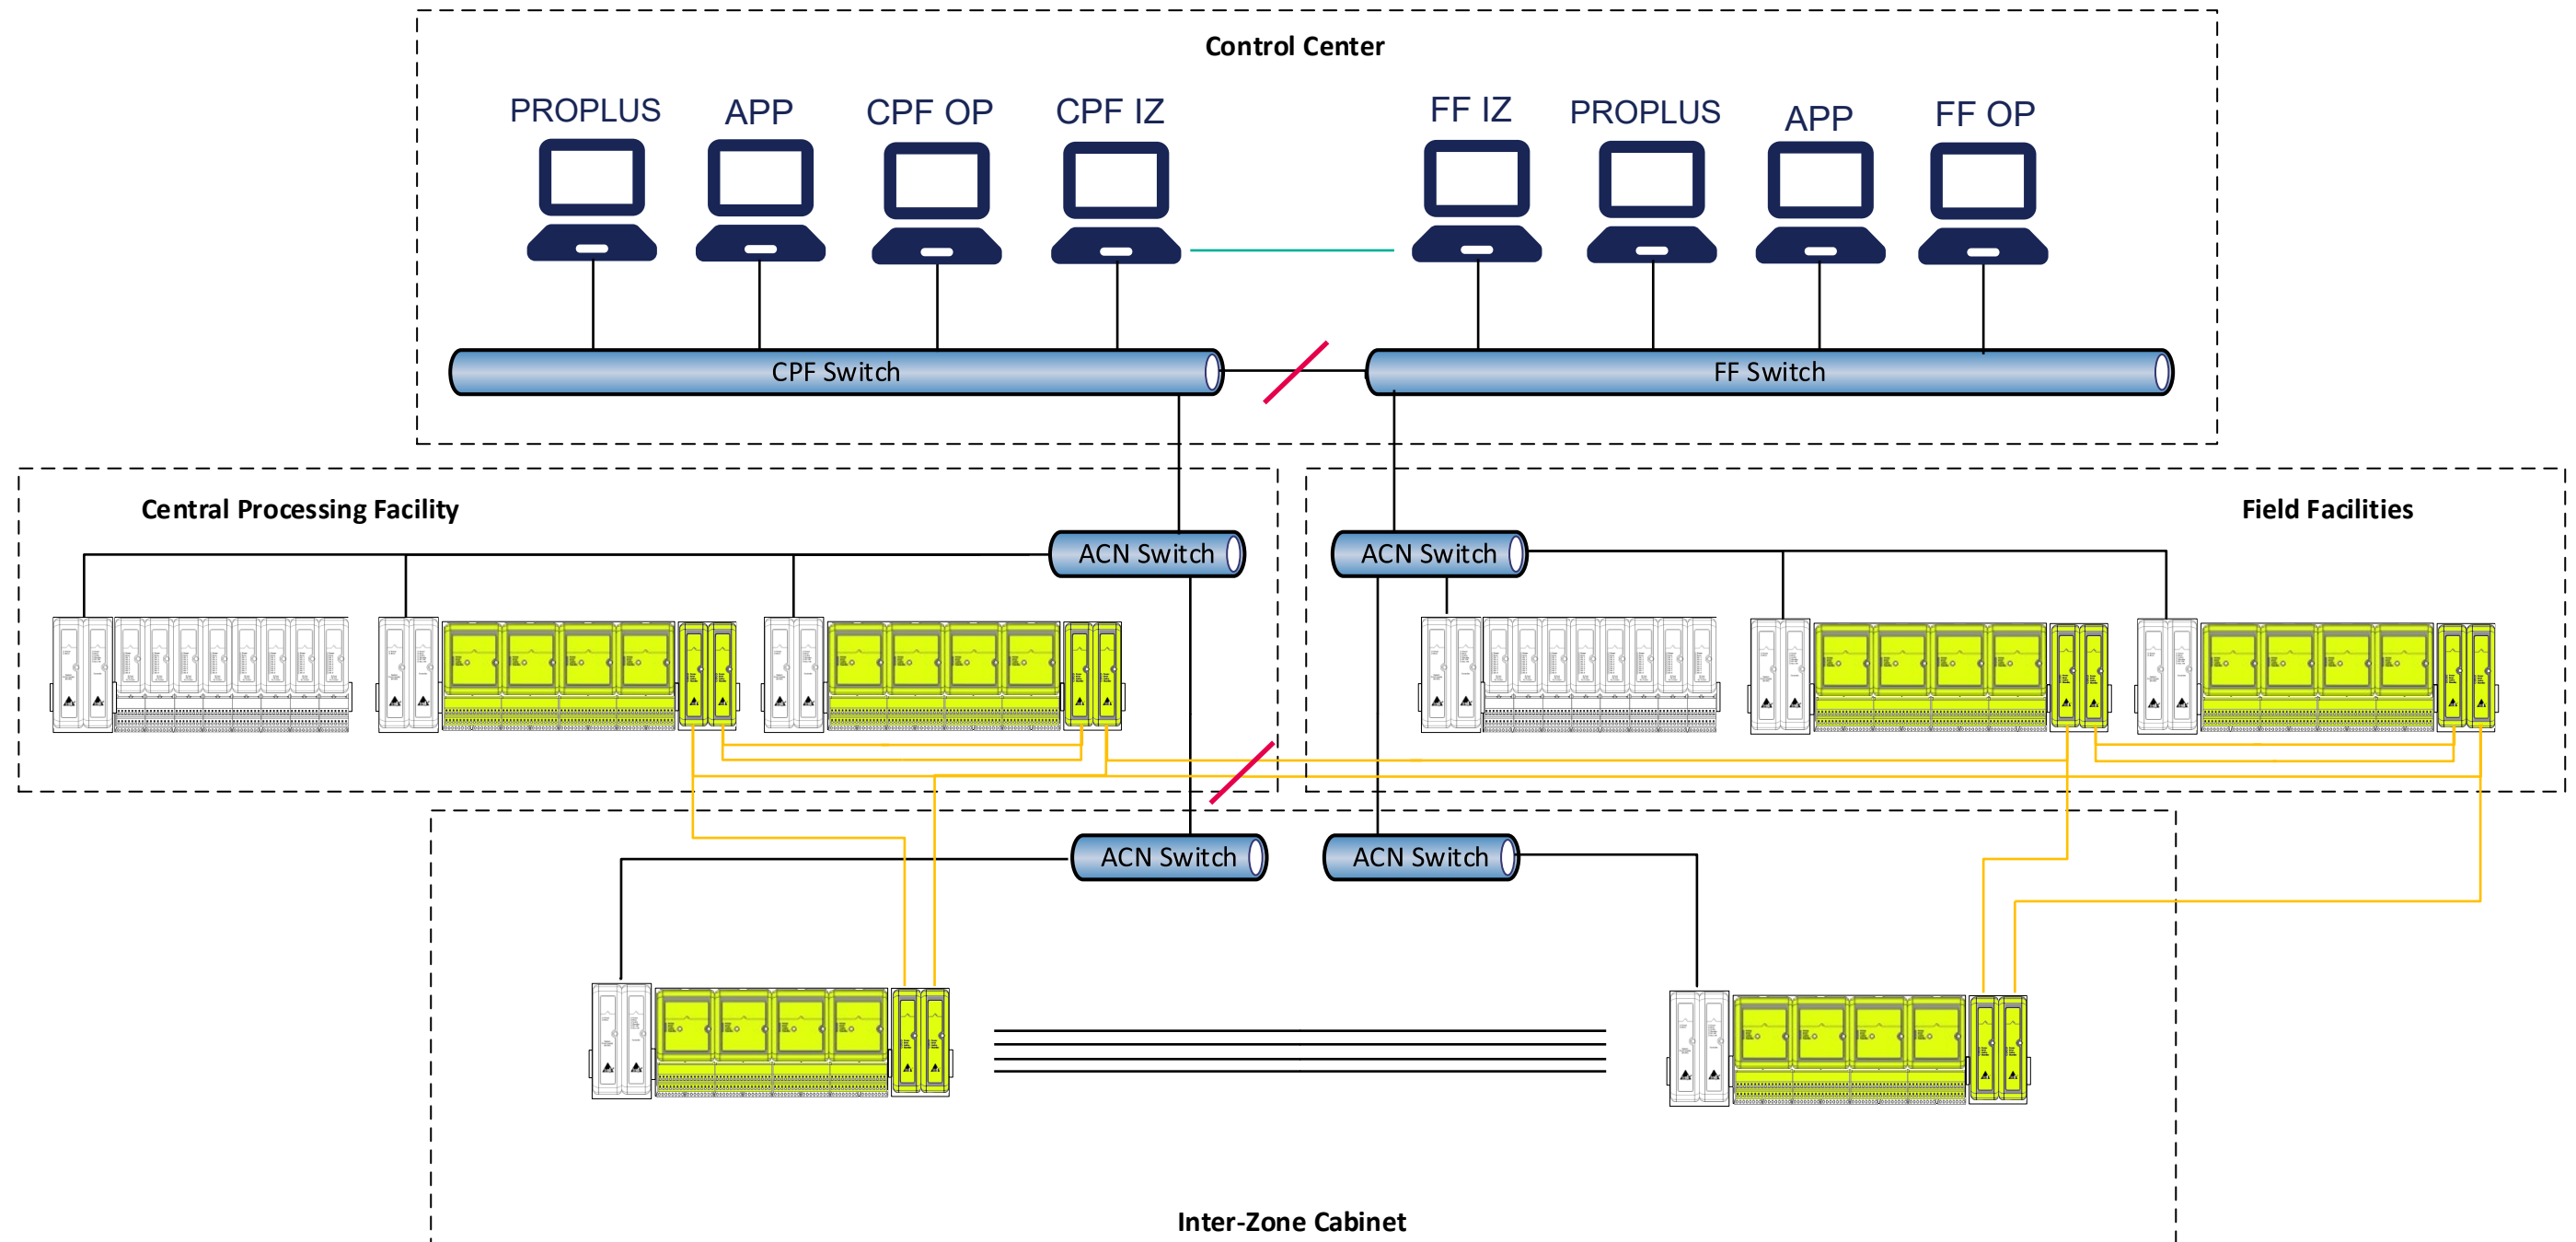 Control Center
PROPLUS
APP
CPF OP
CPF IZ
FF IZ
PROPLUS
APP
FF OP
CPF Switch
FF Switch
Central Processing Facility
Field Facilities
ACN Switch
ACN Switch
ACN Switch
ACN Switch
Inter-Zone Cabinet